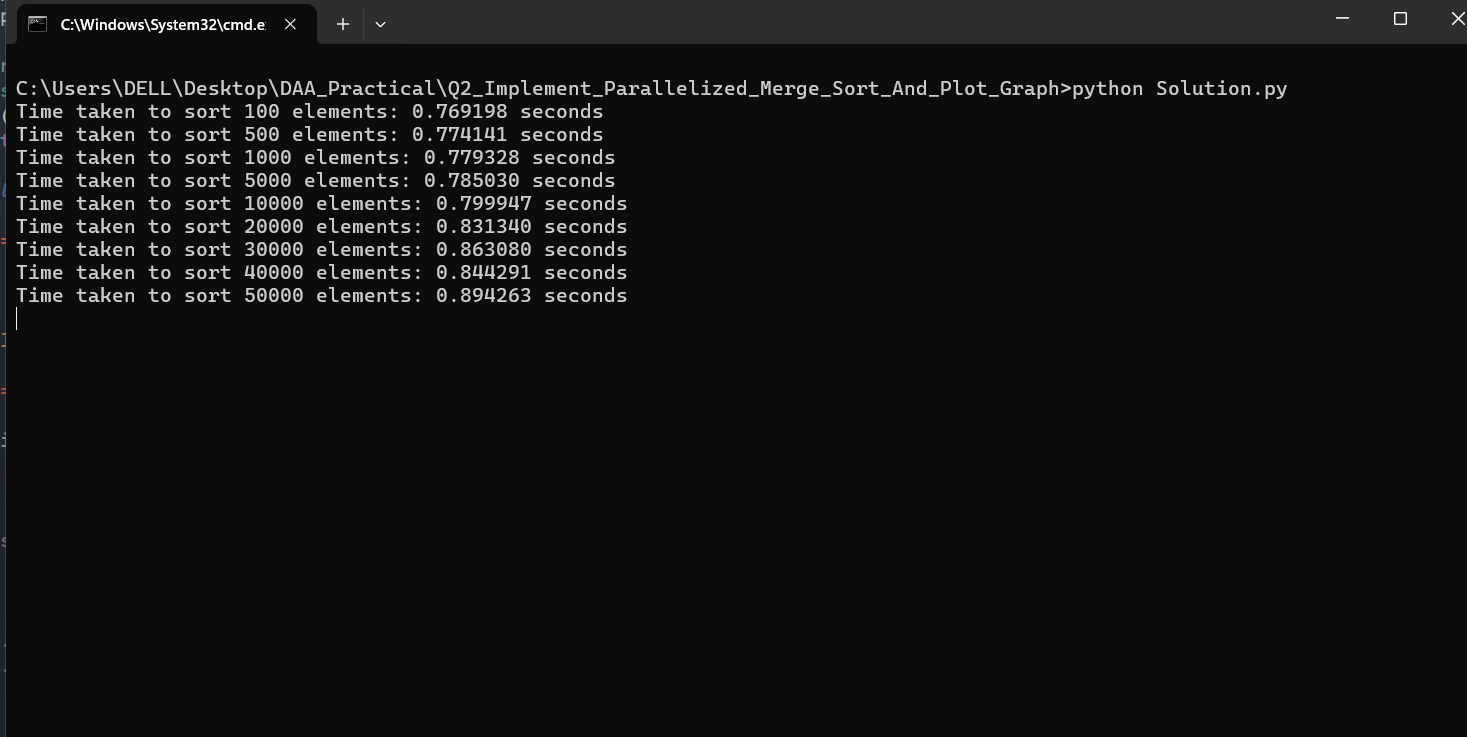 C:\Windows\System32\cmd.e
C:\Users\DELL\Desktop\DAA_Practical\Q2_Implement_Parallelized_Merge_Sort_And_Plot_Graph>python Solution.py
Time taken to sort 100 elements: 0.769198 seconds
Time taken to sort 500 elements: 0.774141 seconds
Time taken to sort 1000 elements: 0.779328 seconds
Time taken to sort 5000 elements: 0.785030 seconds
Time taken to sort 10000 elements: 0.799947 seconds
Time taken to sort 20000 elements: 0.831340 seconds
Time taken to sort 30000 elements: 0.863080 seconds
Time taken to sort 40000 elements: 0.844291 seconds
Time taken to sort 50000 elements: 0.894263 seconds